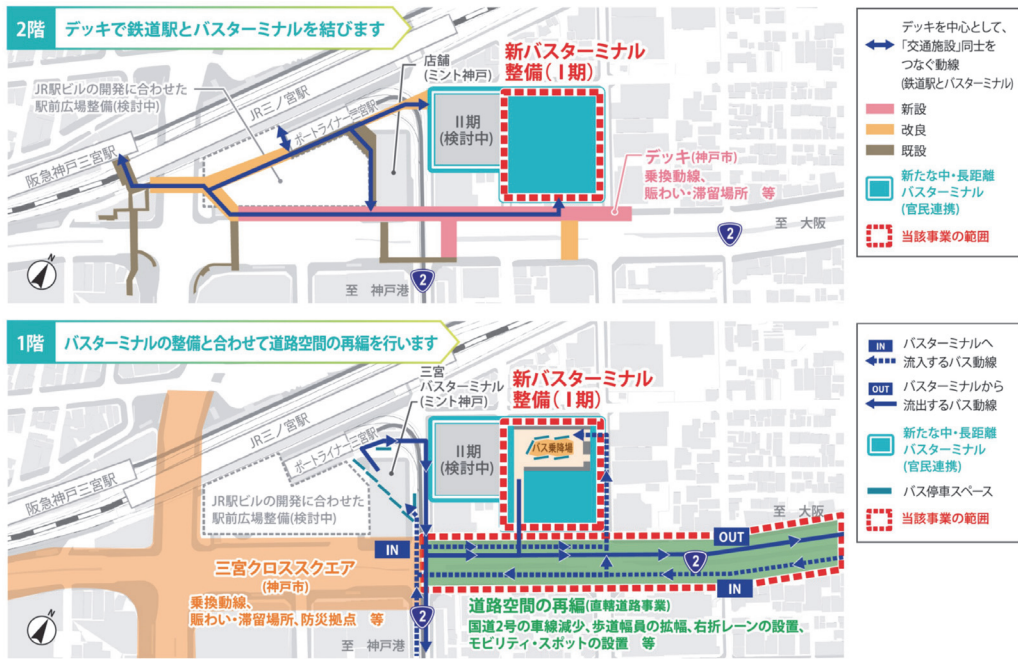 2階 デッキで鉄道駅とバスターミナルを結びます
JR駅ビルの開発に合わせた
駅前広場整備(検討中)
JR三ノ宮駅
阪急神戸三宮駅
ポートライナー三宮駅
店舗
(ミント神戸)
新バスターミナル
整備(Ⅰ期)
Ⅱ期
(検討中)
デッキ(神戸市)
乗換動線、
賑わい・滞留場所 等
至 大阪
2
2
至 神戸港
N
デッキを中心として、
「交通施設」同士を
つなぐ動線
(鉄道駅とバスターミナル)
新設
改良
既設
新たな中・長距離
バスターミナル
(官民連携)
当該事業の範囲
1階 バスターミナルの整備と合わせて道路空間の再編を行います
JR三ノ宮駅
阪急神戸三宮駅
ポートライナー三宮駅
三宮
バスターミナル
(ミント神戸)
新バスターミナル
整備(Ⅰ期)
Ⅱ期
(検討中)
バス乗降場
JR駅ビルの開発に合わせた
駅前広場整備(検討中)
至 大阪
IN
OUT
2
IN
三宮クロススクエア
(神戸市)
乗換動線、
賑わい・滞留場所、防災拠点 等
2
道路空間の再編(直轄道路事業)
国道2号の車線減少、歩道幅員の拡幅、右折レーンの設置、
モビリティ・スポットの設置 等
至 神戸港
N
IN バスターミナルへ
流入するバス動線
OUT バスターミナルから
流出するバス動線
新たな中・長距離
バスターミナル
(官民連携)
バス停車スペース
当該事業の範囲